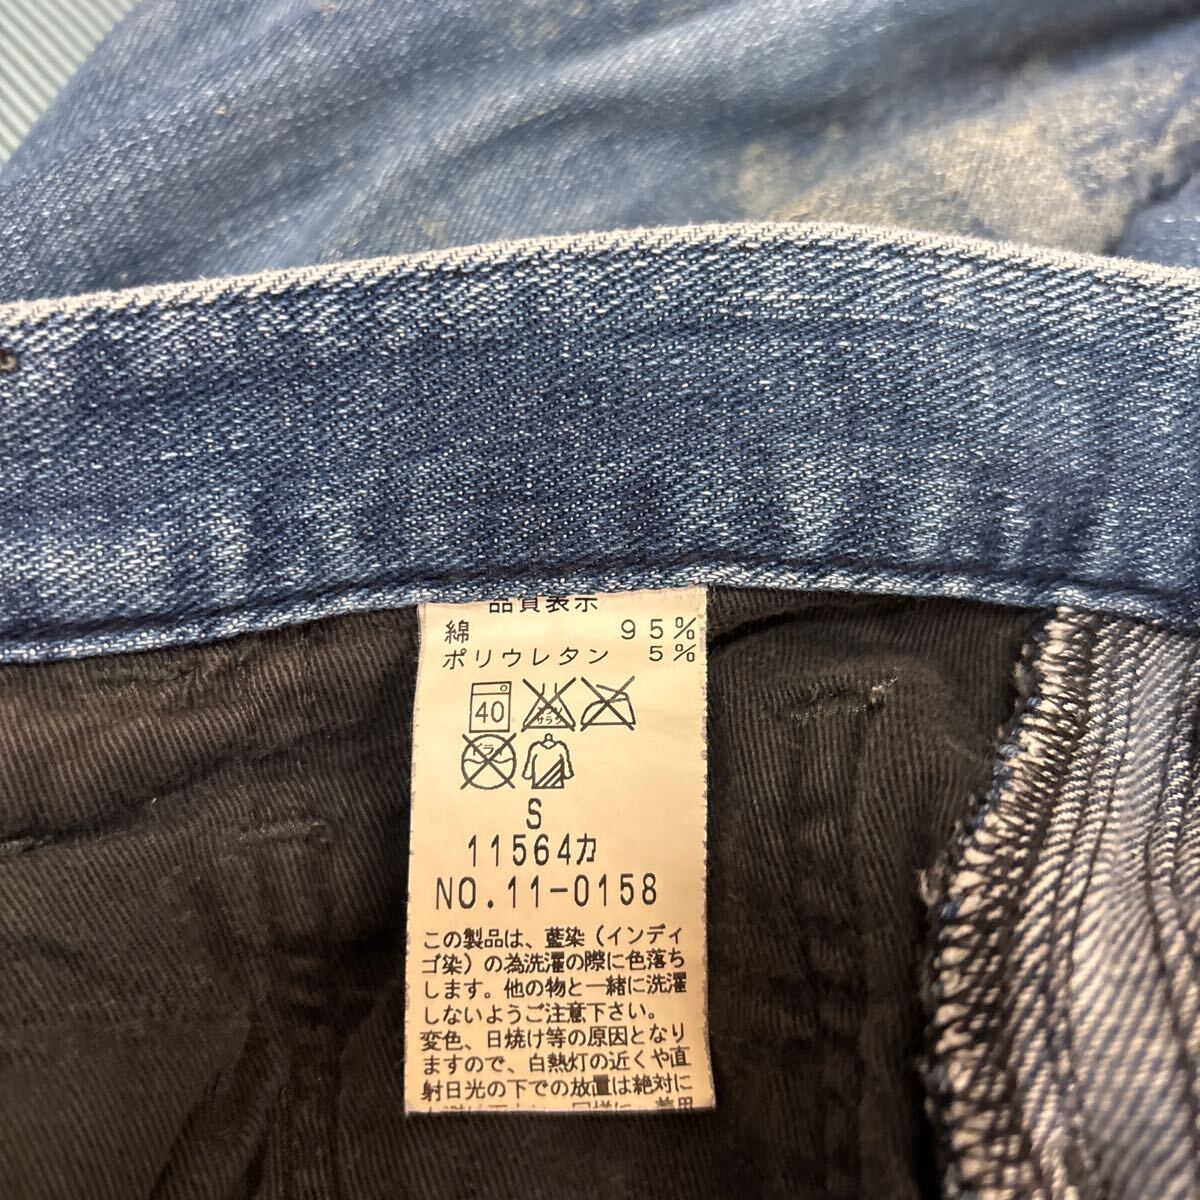 品質表示
綿 95%
ポリウレタン 5%
40
ドライ
S
11564カ
NO.11-0158
この製品は、藍染(インディ
ゴ染)の為洗濯の際に色落ち
します。他の物と一緒に洗濯
しないようご注意下さい。
変色、日焼け等の原因となり
ますので、白熱灯の近くや直
射日光の下での放置は絶対に